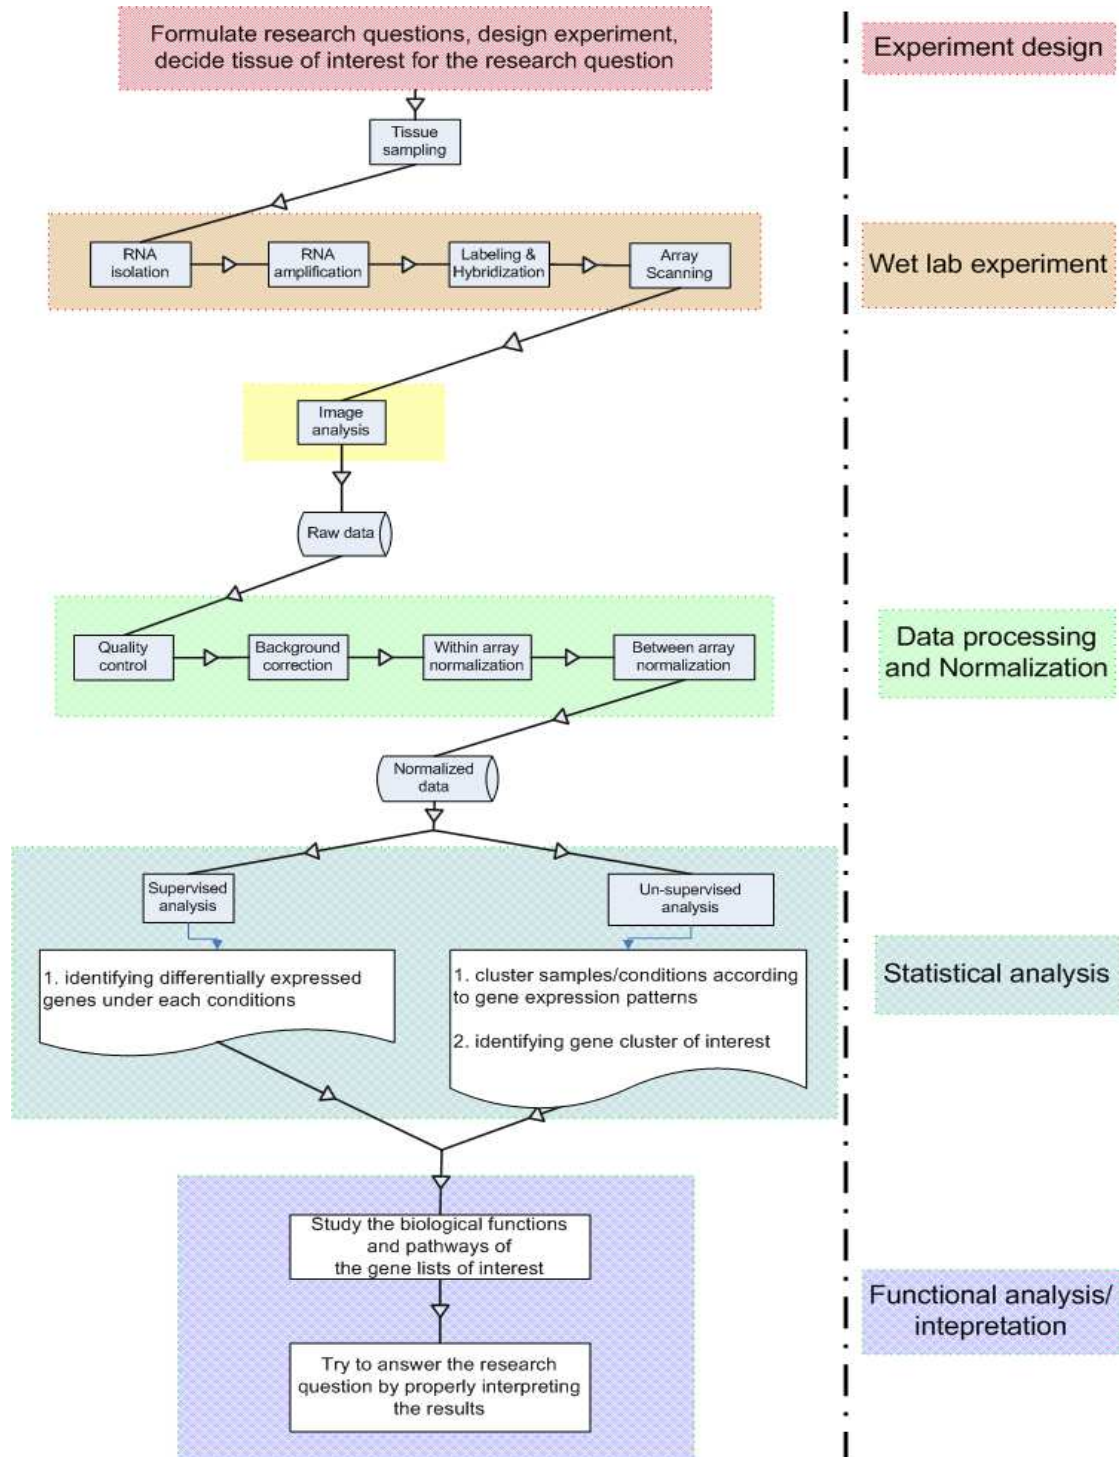 Formulate research questions, design experiment,
decide tissue of interest for the research question
Experiment design
Tissue
sampling
RNA
isolation
RNA
amplification
Labeling &
Hybridization
Array
Scanning
Wet lab experiment
Image
analysis
Raw data
Quality
control
Background
correction
Within array
normalization
Between array
normalization
Data processing
and Normalization
Normalized
data
Supervised
analysis
Un-supervised
analysis
1. identifying differentially expressed
genes under each conditions
1. cluster samples/conditions according
to gene expression patterns
2. identifying gene cluster of interest
Statistical analysis
Study the biological functions
and pathways of
the gene lists of interest
Try to answer the research
question by properly interpreting
the results
Functional analysis/
intepretation